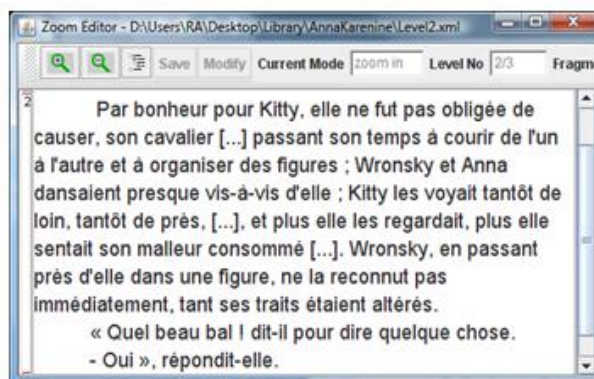 Zoom Editor - D:\Users\RA\Desktop\Library\AnnaKarenine\Level2.xml
Save Modify Current Mode zoom in Level No 2/3 Fragm
2
Par bonheur pour Kitty, elle ne fut pas obligée de
causer, son cavalier [...] passant son temps à courir de l'un
à l'autre et à organiser des figures ; Wronsky et Anna
dansaient presque vis-à-vis d'elle ; Kitty les voyait tantôt de
loin, tantôt de près, [...], et plus elle les regardait, plus elle
sentait son malleur consommé [...]. Wronsky, en passant
près d'elle dans une figure, ne la reconnut pas
immédiatement, tant ses traits étaient altérés.
« Quel beau bal ! dit-il pour dire quelque chose.
- Oui », répondit-elle.